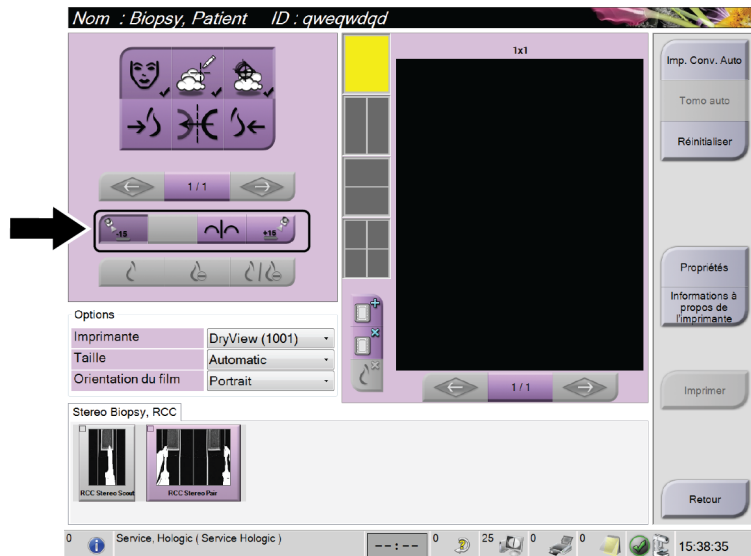 Nom : Biopsy, Patient ID : qweqwdqd
1/1
-15
+15
Options
Imprimante DryView (1001)
Taille Automatic
Orientation du film Portrait
1x1
1/1
Imp. Conv. Auto
Tomo auto
Réinitialiser
Propriétés
Informations à
propos de
l'imprimante
Imprimer
Retour
Stereo Biopsy, RCC
RCC Stereo Scout
RCC Stereo Pair
0 Service, Hologic ( Service Hologic ) --:-- 0 25 0 0 15:38:35